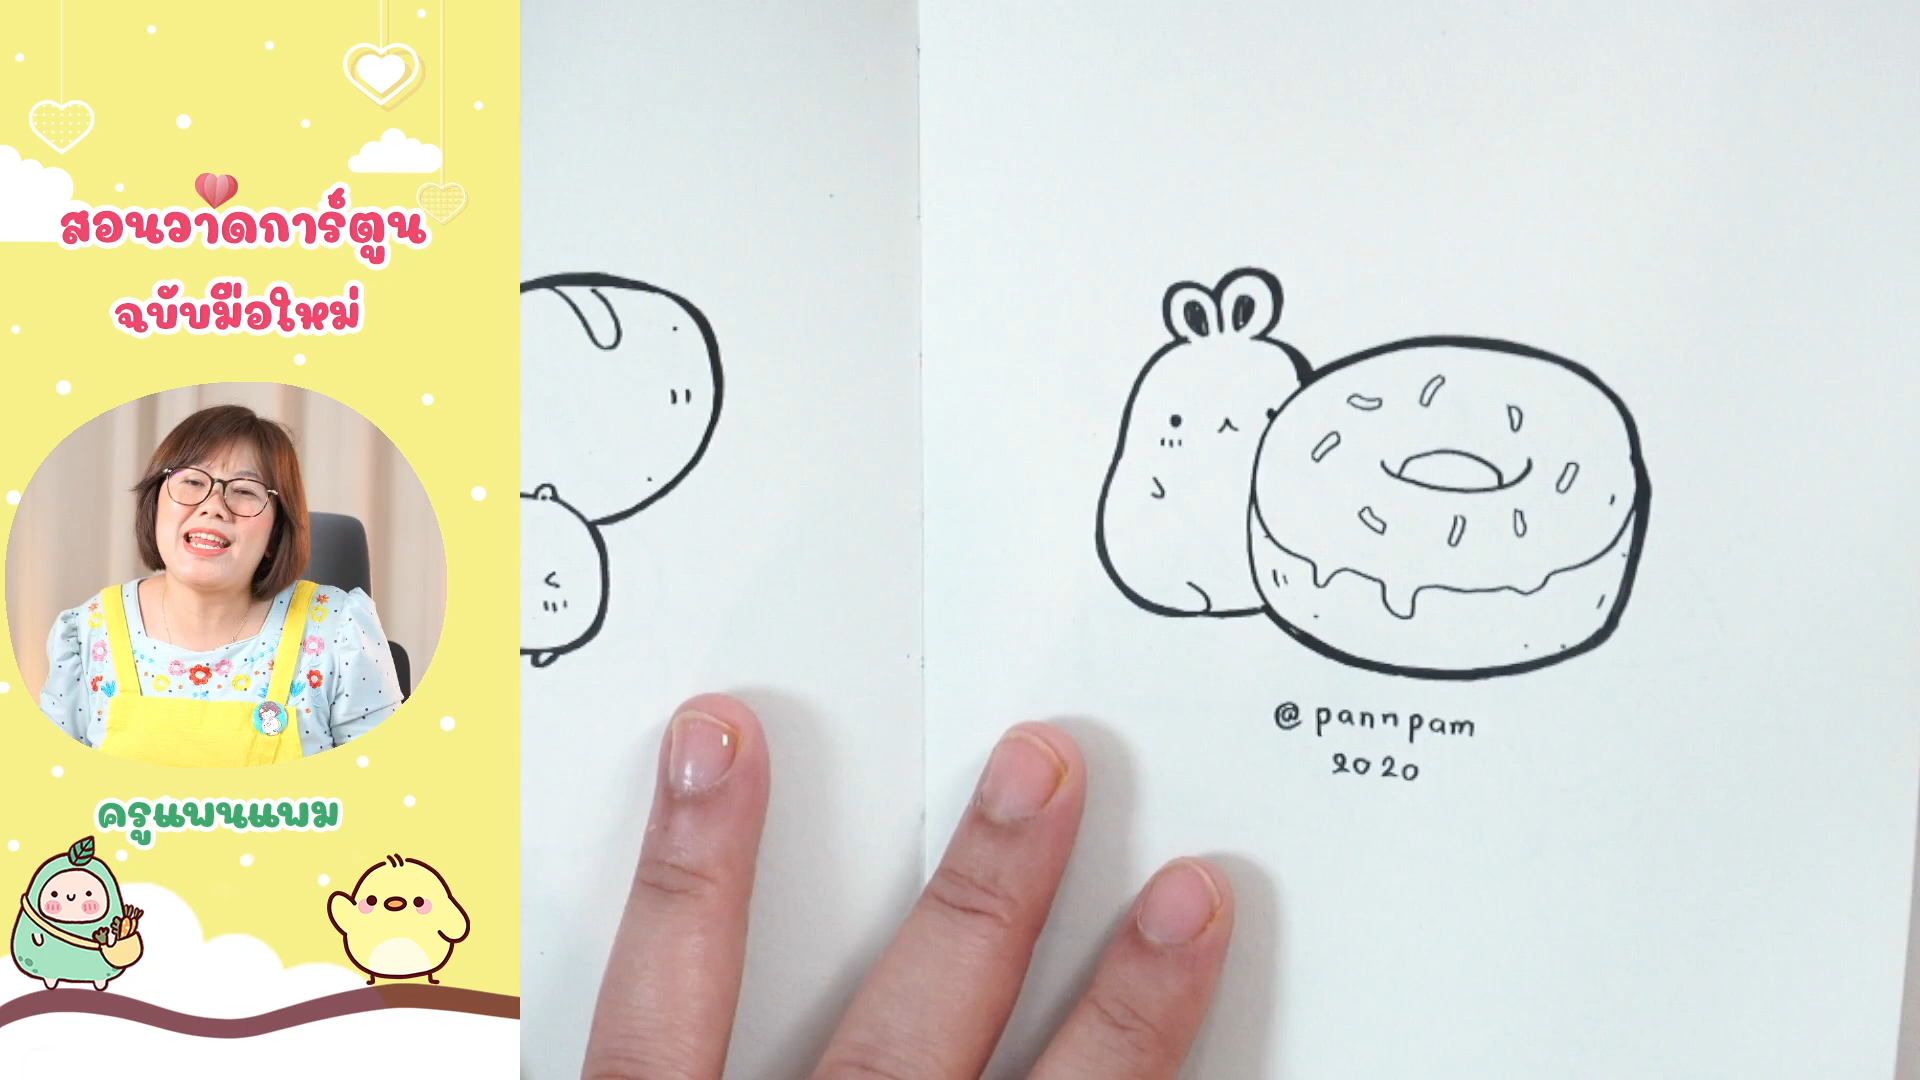 สอนวาดการ์ตูน
ฉบับมือใหม่
ครูแพนแพม
@pannpam
2020